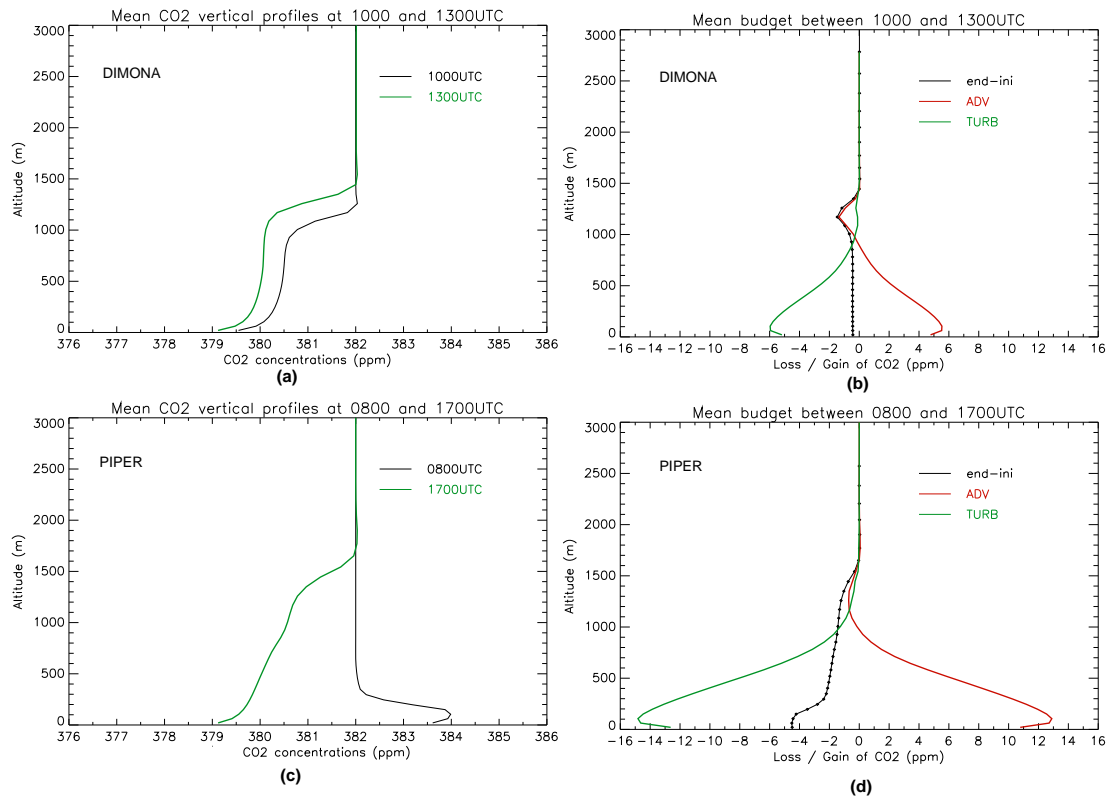 Mean CO2 vertical profiles at 1000 and 1300UTC
3000
2500
2000
1500
1000
500
0
Altitude (m)
DIMONA
1000UTC
1300UTC
376 377 378 379 380 381 382 383 384 385 386
CO2 concentrations (ppm)
(a)
Mean budget between 1000 and 1300UTC
3000
2500
2000
1500
1000
500
0
Altitude (m)
DIMONA
end-ini
ADV
TURB
-16 -14 -12 -10 -8 -6 -4 -2 0 2 4 6 8 10 12 14 16
Loss / Gain of CO2 (ppm)
(b)
Mean CO2 vertical profiles at 0800 and 1700UTC
3000
2500
2000
1500
1000
500
0
Altitude (m)
PIPER
0800UTC
1700UTC
376 377 378 379 380 381 382 383 384 385 386
CO2 concentrations (ppm)
(c)
Mean budget between 0800 and 1700UTC
3000
2500
2000
1500
1000
500
0
Altitude (m)
PIPER
end-ini
ADV
TURB
-16 -14 -12 -10 -8 -6 -4 -2 0 2 4 6 8 10 12 14 16
Loss / Gain of CO2 (ppm)
(d)